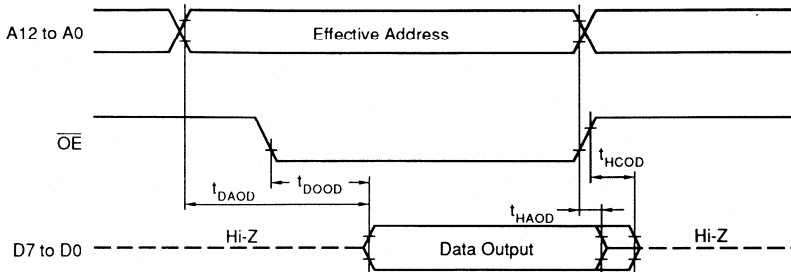 A12 to A0
Effective Address
OE
tHCOD
tDOOD
tDAOD
tHAOD
Hi-Z
Hi-Z
D7 to D0
Data Output